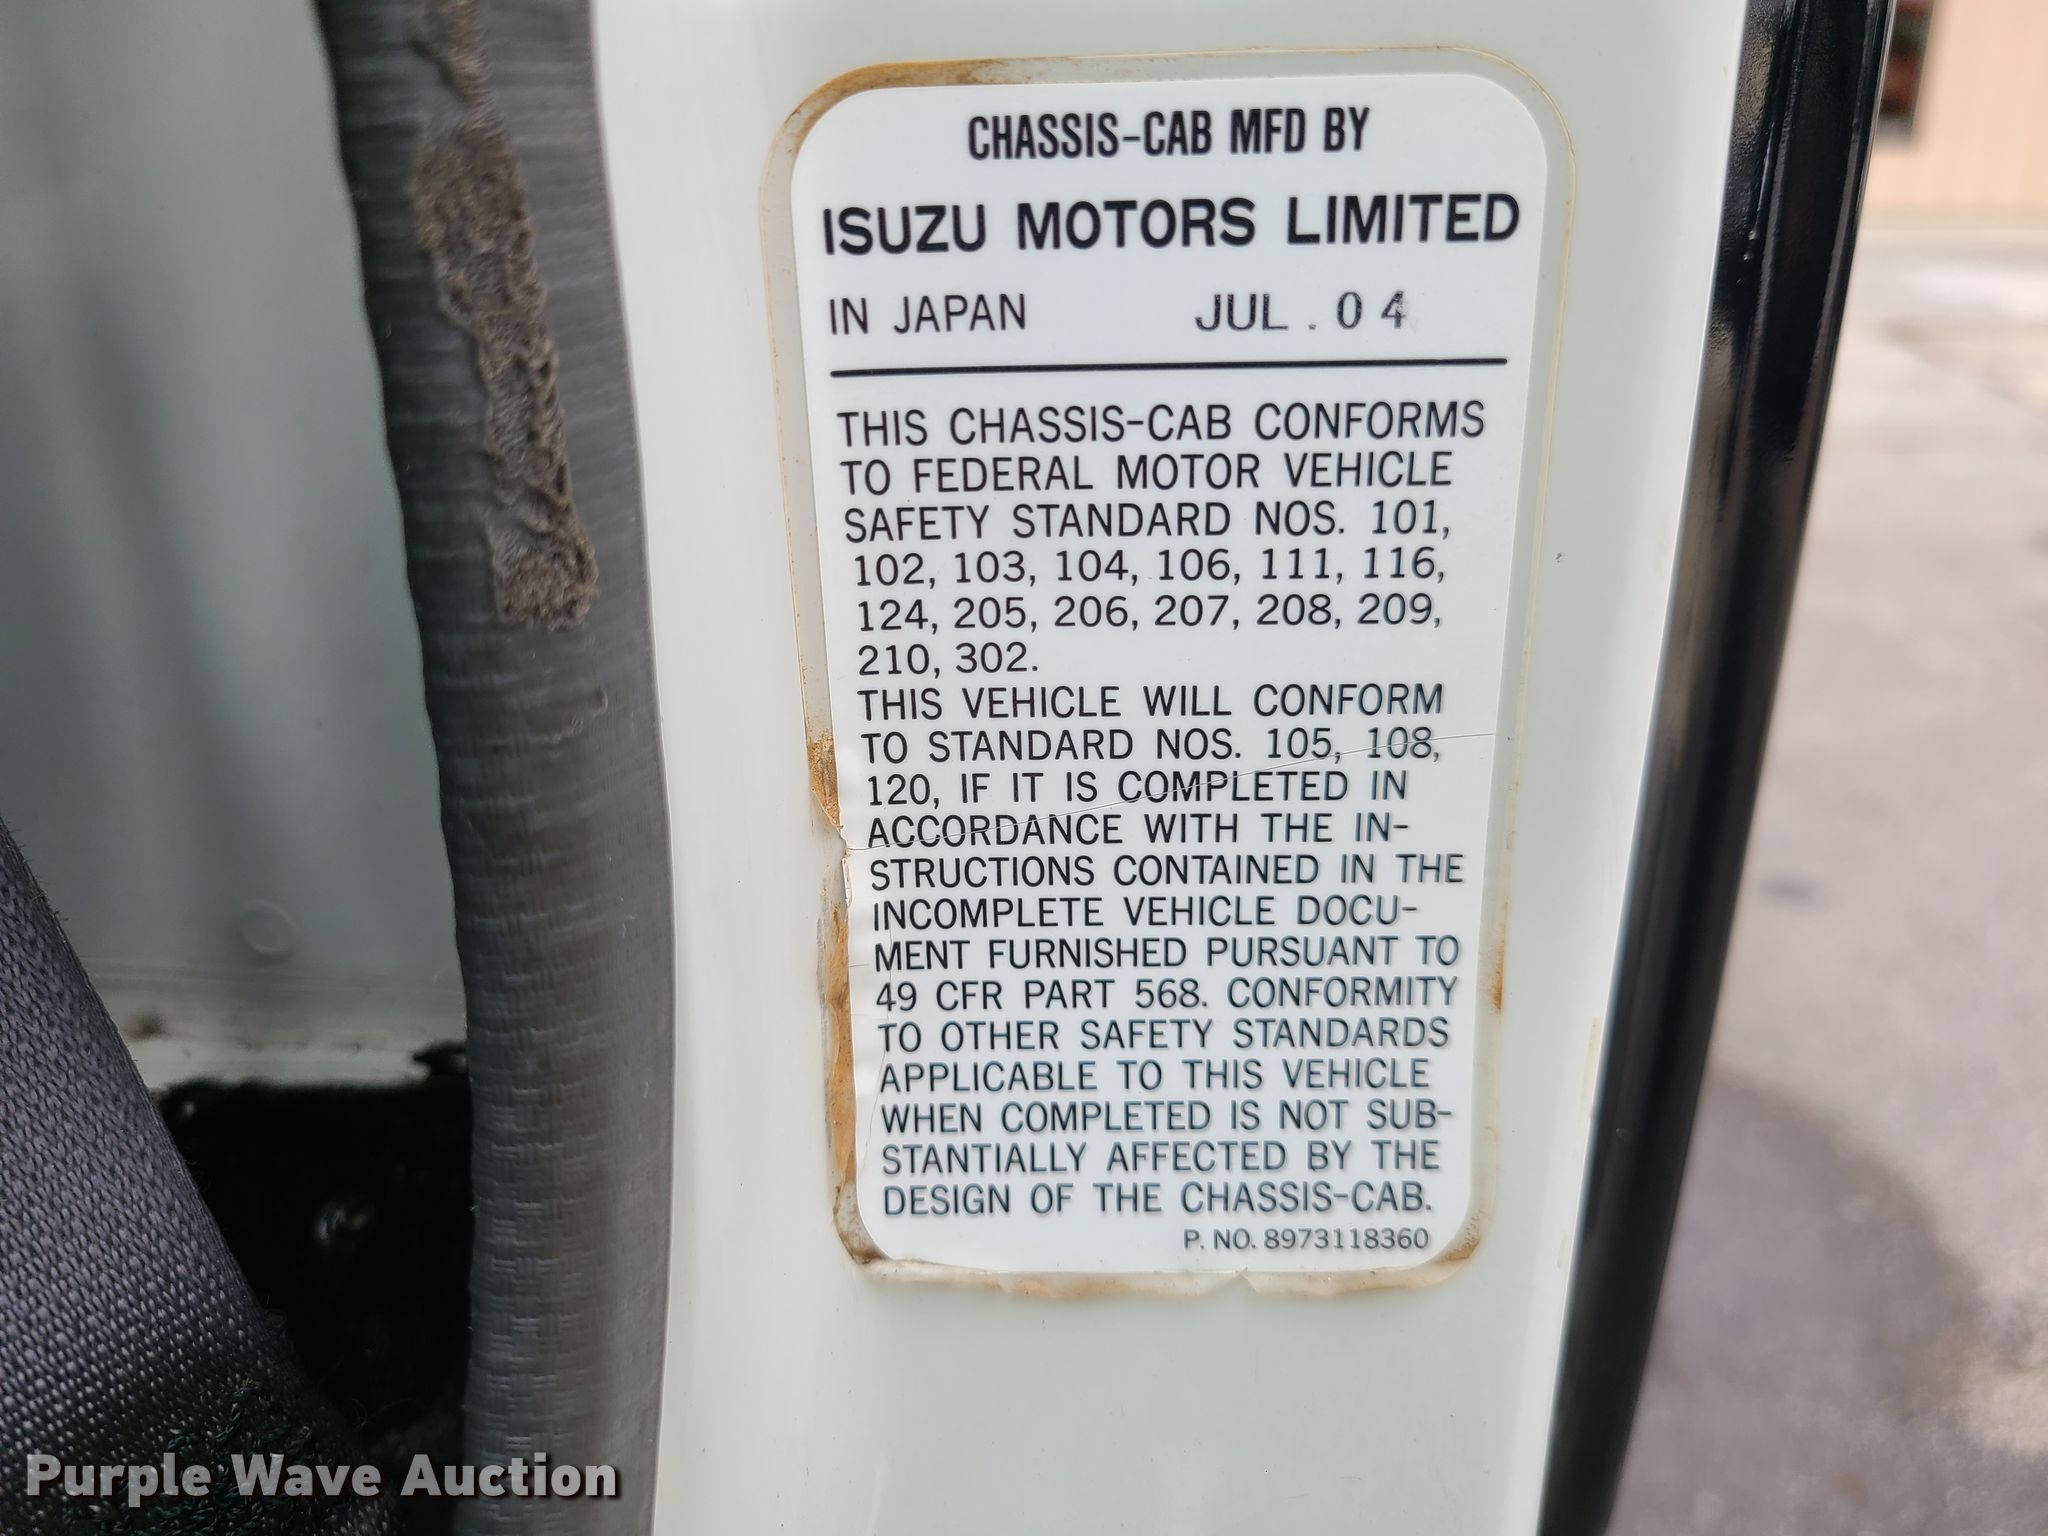 CHASSIS-CAB MFD BY
ISUZU MOTORS LIMITED
IN JAPAN JUL . 0 4
THIS CHASSIS-CAB CONFORMS
TO FEDERAL MOTOR VEHICLE
SAFETY STANDARD NOS. 101,
102, 103, 104, 106, 111, 116,
124, 205, 206, 207, 208, 209,
210, 302.
THIS VEHICLE WILL CONFORM
TO STANDARD NOS. 105, 108,
120, IF IT IS COMPLETED IN
ACCORDANCE WITH THE IN-
STRUCTIONS CONTAINED IN THE
INCOMPLETE VEHICLE DOCU-
MENT FURNISHED PURSUANT TO
49 CFR PART 568. CONFORMITY
TO OTHER SAFETY STANDARDS
APPLICABLE TO THIS VEHICLE
WHEN COMPLETED IS NOT SUB-
STANTIALLY AFFECTED BY THE
DESIGN OF THE CHASSIS-CAB.
P. NO. 8973118360
Purple Wave Auction